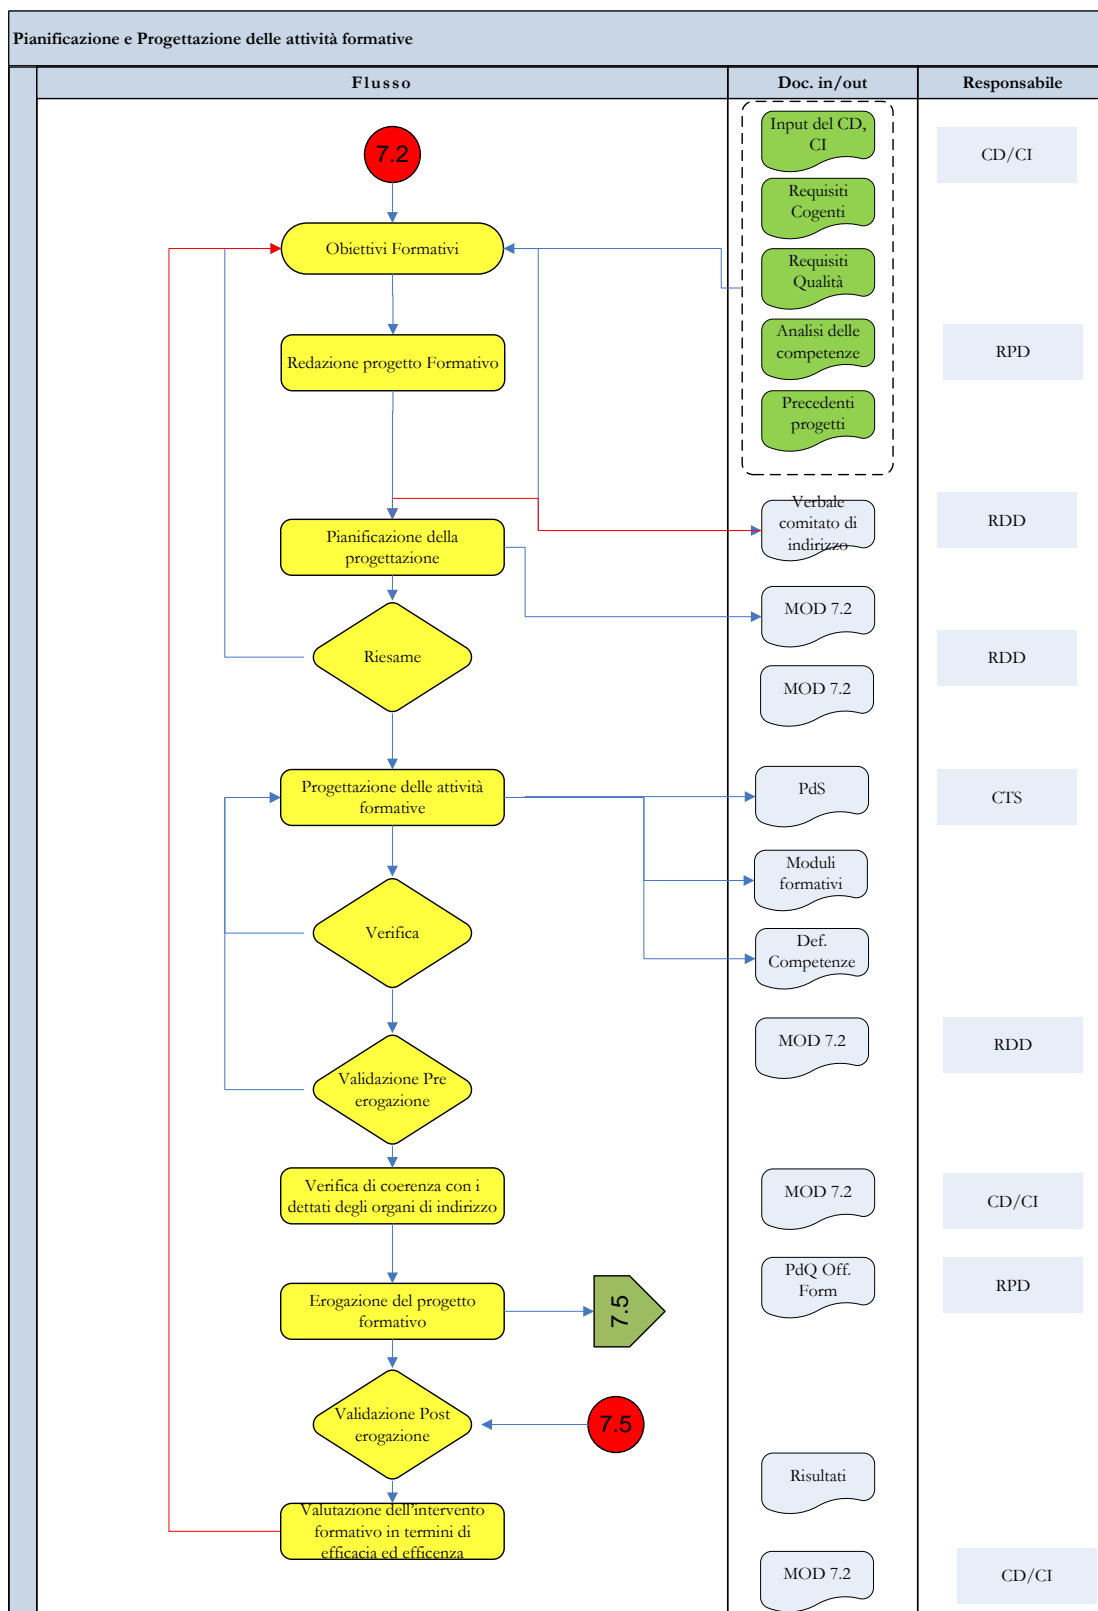 Pianificazione e Progettazione delle attività formative
Flusso
Doc. in/out
Responsabile
7.2
Input del CD,
CI
CD/CI
Requisiti
Cogenti
Obiettivi Formativi
Requisiti
Qualità
Redazione progetto Formativo
Analisi delle
competenze
RPD
Precedenti
progetti
Pianificazione della
progettazione
Verbale
comitato di
indirizzo
RDD
MOD 7.2
Riesame
RDD
MOD 7.2
Progettazione delle attività
formative
PdS
CTS
Moduli
formativi
Verifica
Def.
Competenze
MOD 7.2
RDD
Validazione Pre
erogazione
Verifica di coerenza con i
dettati degli organi di indirizzo
MOD 7.2
CD/CI
Erogazione del progetto
formativo
7.5
PdQ Off.
Form
RPD
Validazione Post
erogazione
7.5
Risultati
Valutazione dell'intervento
formativo in termini di
efficacia ed efficenza
MOD 7.2
CD/CI